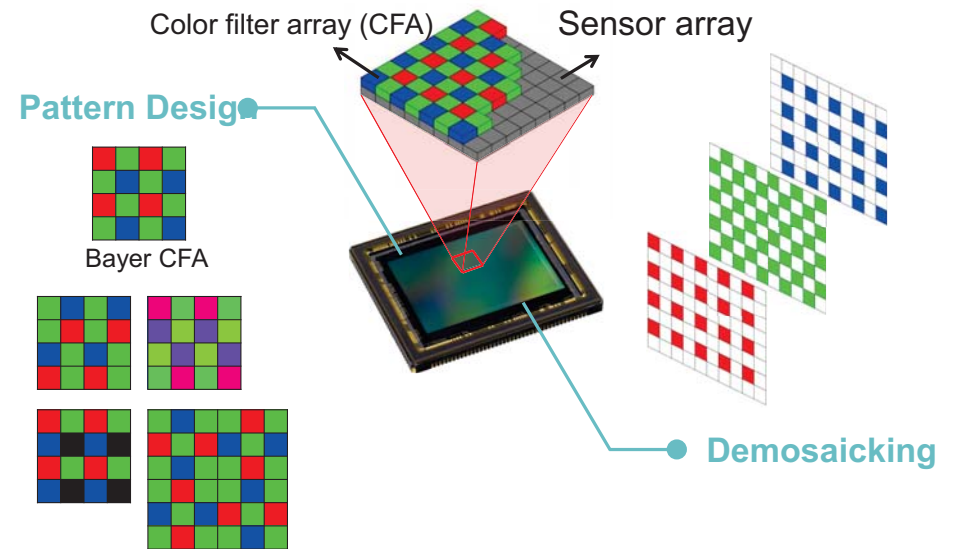 Color filter array (CFA)
Sensor array
Pattern Design
Bayer CFA
Demosaicking